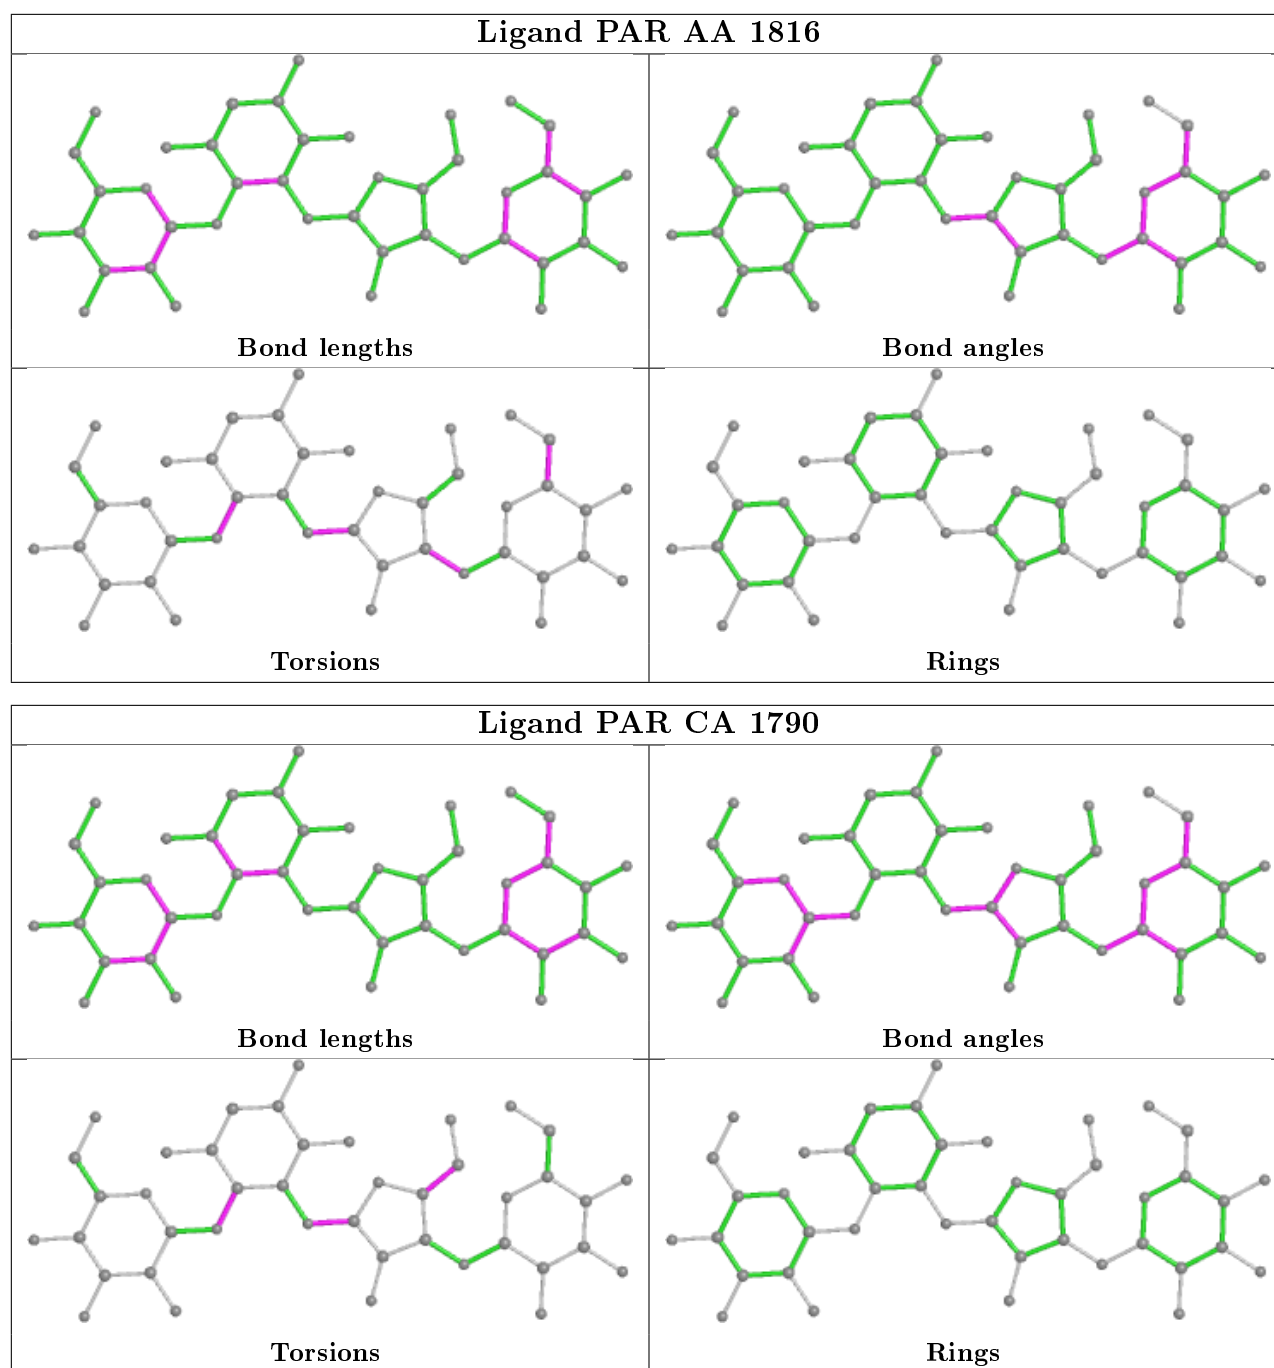 Ligand PAR AA 1816
Bond lengths
Bond angles
Torsions
Rings
Ligand PAR CA 1790
Bond lengths
Bond angles
Torsions
Rings